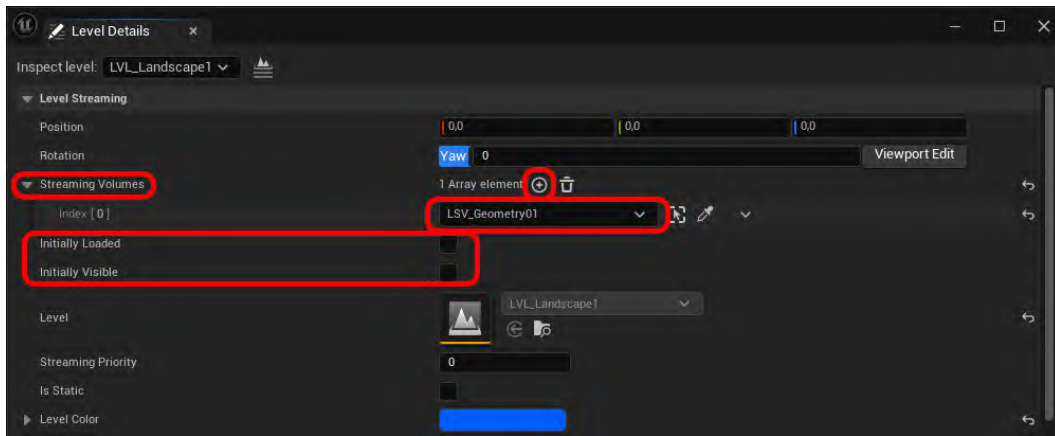 Level Details
Inspect level: LVL_Landscape1
Level Streaming
Position 0,0 0,0 0,0
Rotation Yaw 0 Viewport Edit
Streaming Volumes 1 Array element
Index [ 0 ] LSV_Geometry01
Initially Loaded
Initially Visible
Level LVL_Landscape1
Streaming Priority 0
Is Static
Level Color